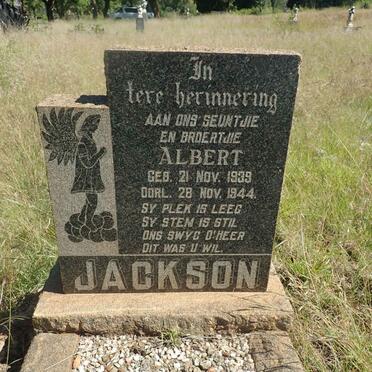 In
tere herinnering
AAN ONS SEUNTJIE
EN BROERTJIE
ALBERT
GEB. 21 NOV. 1939
OORL. 28 NOV. 1944.
SY PLEK IS LEEG
SY STEM IS STIL
ONS SWYG O'HEER
DIT WAS U WIL.
JACKSON